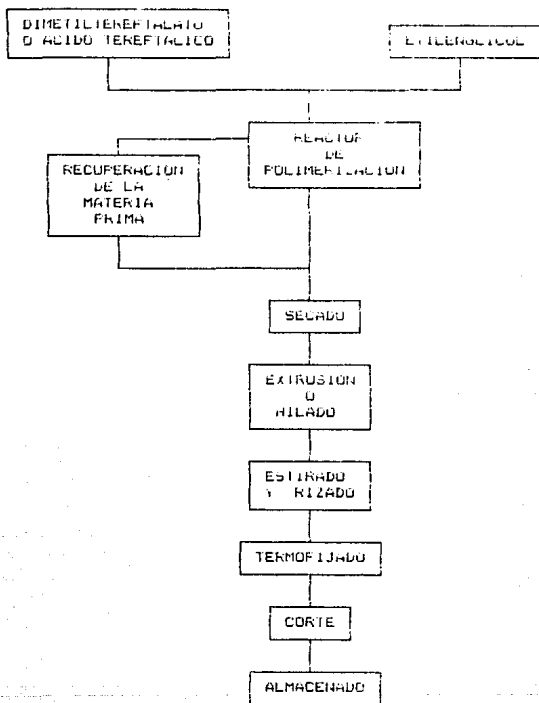 DIMETILTEREFTALATO
O ACIDO TEREFTALICO
ETILENGLICOL
REACTOR
DE
POLIMERIZACION
RECUPERACION
DE LA
MATERIA
PRIMA
SECADO
EXTRUSION
O
HILADO
ESTIRADO
Y RIZADO
TERMOFIJADO
CORTE
ALMACENADO